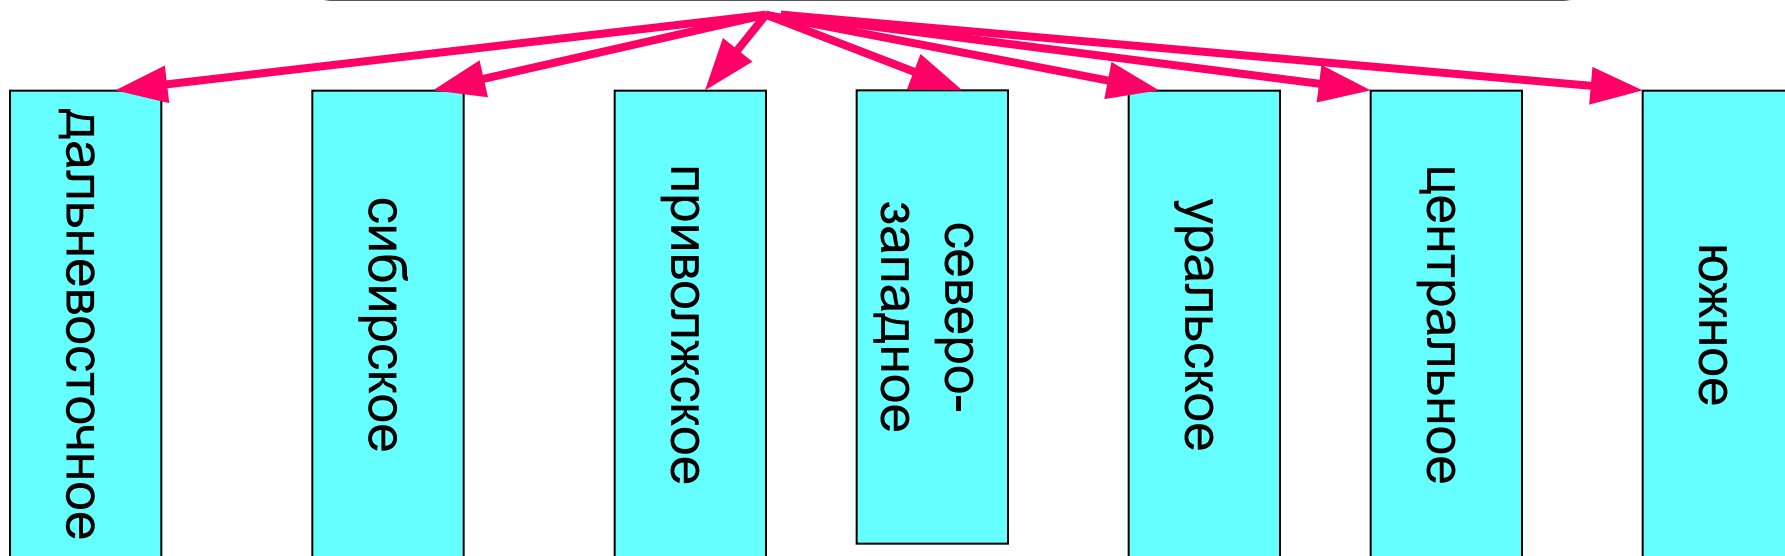 дальневосточное
сибирское
приволжское
северо-
западное
уральское
центральное
южное